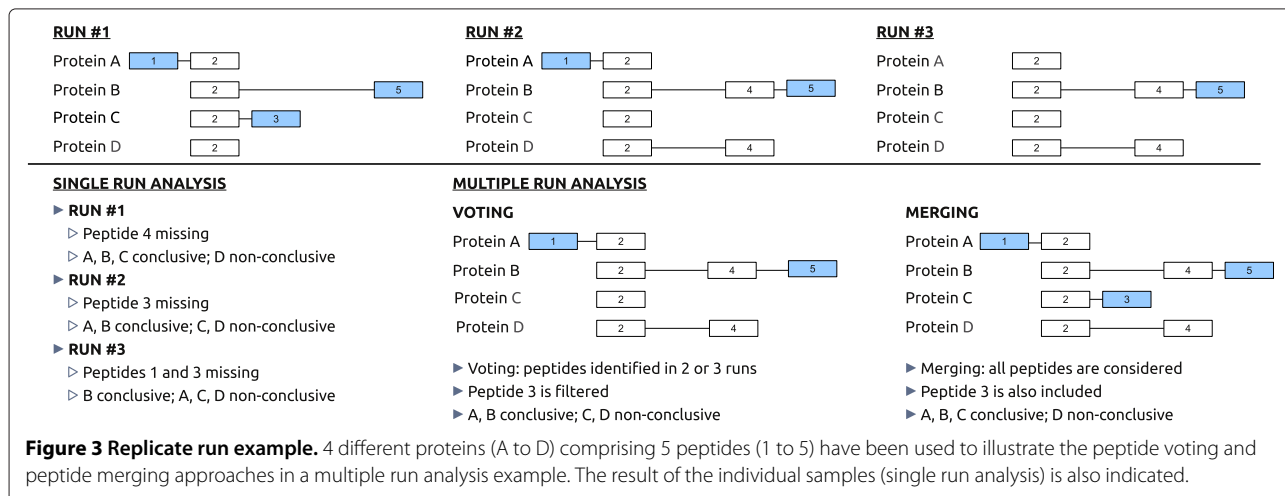 RUN #1
Protein A 1 2
Protein B 2 5
Protein C 2 3
Protein D 2
RUN #2
Protein A 1 2
Protein B 2 4 5
Protein C 2
Protein D 2 4
RUN #3
Protein A 2
Protein B 2 4 5
Protein C 2
Protein D 2 4
SINGLE RUN ANALYSIS
▶ RUN #1
▷ Peptide 4 missing
▷ A, B, C conclusive; D non-conclusive
▶ RUN #2
▷ Peptide 3 missing
▷ A, B conclusive; C, D non-conclusive
▶ RUN #3
▷ Peptides 1 and 3 missing
▷ B conclusive; A, C, D non-conclusive
MULTIPLE RUN ANALYSIS
VOTING
Protein A 1 2
Protein B 2 4 5
Protein C 2
Protein D 2 4
▶ Voting: peptides identified in 2 or 3 runs
▶ Peptide 3 is filtered
▶ A, B conclusive; C, D non-conclusive
MERGING
Protein A 1 2
Protein B 2 4 5
Protein C 2 3
Protein D 2 4
▶ Merging: all peptides are considered
▶ Peptide 3 is also included
▶ A, B, C conclusive; D non-conclusive
Figure 3 Replicate run example. 4 different proteins (A to D) comprising 5 peptides (1 to 5) have been used to illustrate the peptide voting and
peptide merging approaches in a multiple run analysis example. The result of the individual samples (single run analysis) is also indicated.